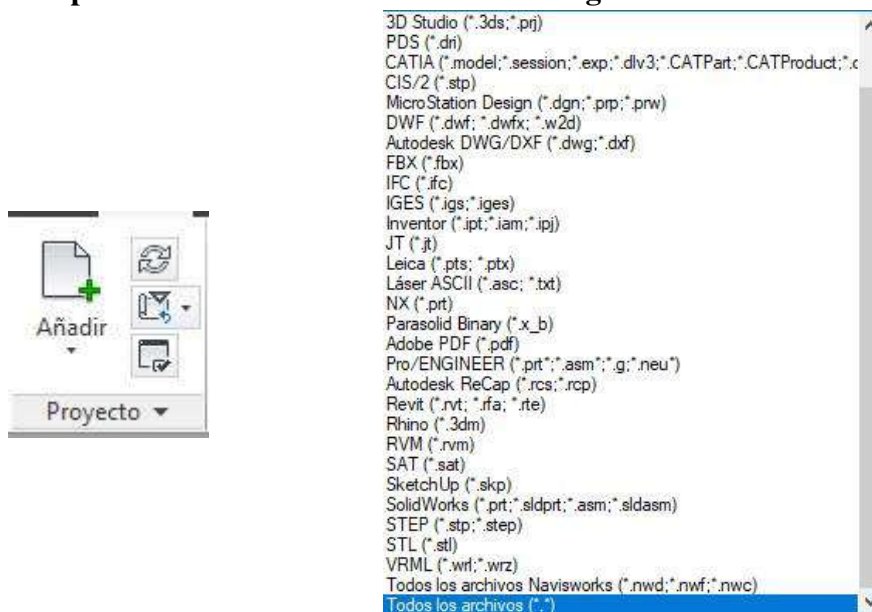 Añadir
Proyecto
3D Studio (*.3ds;*.prj)
PDS (*.dri)
CATIA (*.model;*.session;*.exp;*.dlv3;*.CATPart;*.CATProduct;*.c
CIS/2 (*.stp)
MicroStation Design (*.dgn;*.prp;*.prw)
DWF (*.dwf; *.dwfx; *.w2d)
Autodesk DWG/DXF (*.dwg;*.dxf)
FBX (*.fbx)
IFC (*.ifc)
IGES (*.igs;*.iges)
Inventor (*.ipt;*.iam;*.ipj)
JT (*.jt)
Leica (*.pts; *.ptx)
Láser ASCII (*.asc; *.txt)
NX (*.prt)
Parasolid Binary (*.x_b)
Adobe PDF (*.pdf)
Pro/ENGINEER (*.prt*;*.asm*;*.g;*.neu*)
Autodesk ReCap (*.rcs;*.rcp)
Revit (*.rvt; *.rfa; *.rte)
Rhino (*.3dm)
RVM (*.rvm)
SAT (*.sat)
SketchUp (*.skp)
SolidWorks (*.prt;*.sldprt;*.asm;*.sldasm)
STEP (*.stp;*.step)
STL (*.stl)
VRML (*.wrl;*.wrz)
Todos los archivos Navisworks (*.nwd;*.nwf;*.nwc)
Todos los archivos (*.*)